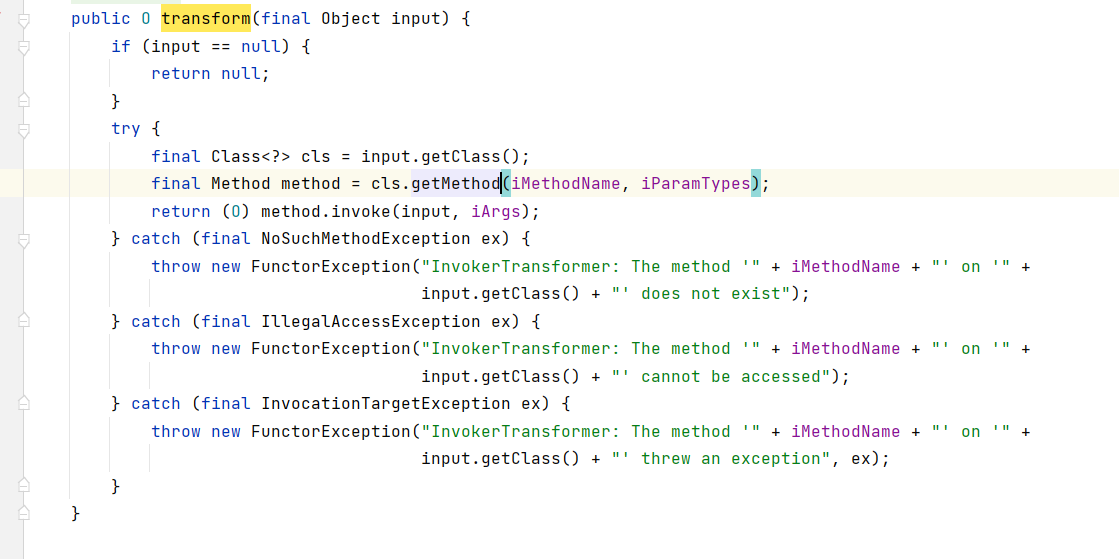 public O transform(final Object input) {
    if (input == null) {
        return null;
    }
    try {
        final Class<?> cls = input.getClass();
        final Method method = cls.getMethod(iMethodName, iParamTypes);
        return (O) method.invoke(input, iArgs);
    } catch (final NoSuchMethodException ex) {
        throw new FunctorException("InvokerTransformer: The method '" + iMethodName + "' on '" +
                                   input.getClass() + "' does not exist");
    } catch (final IllegalAccessException ex) {
        throw new FunctorException("InvokerTransformer: The method '" + iMethodName + "' on '" +
                                   input.getClass() + "' cannot be accessed");
    } catch (final InvocationTargetException ex) {
        throw new FunctorException("InvokerTransformer: The method '" + iMethodName + "' on '" +
                                   input.getClass() + "' threw an exception", ex);
    }
}